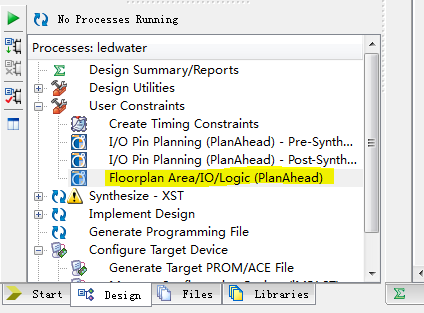 No Processes Running
Processes: ledwater
Design Summary/Reports
Design Utilities
User Constraints
Create Timing Constraints
I/O Pin Planning (PlanAhead) - Pre-Synth...
I/O Pin Planning (PlanAhead) - Post-Synth...
Floorplan Area/IO/Logic (PlanAhead)
Synthesize - XST
Implement Design
Generate Programming File
Configure Target Device
Generate Target PROM/ACE File
Start Design Files Libraries